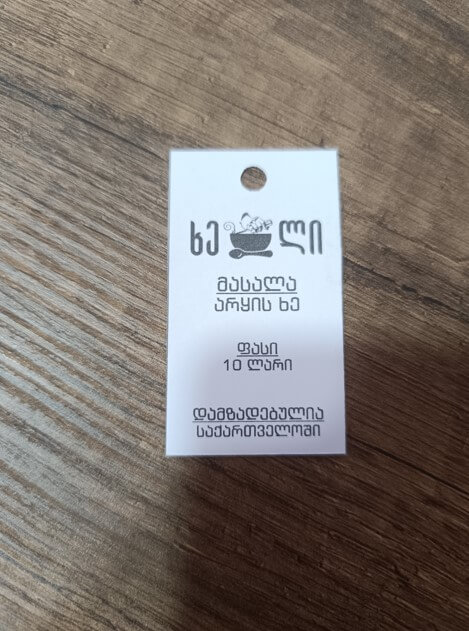 ხე ლი
მასალა
არყის ხე
ფასი
10 ლარი
დამზადებულია
საქართველოში